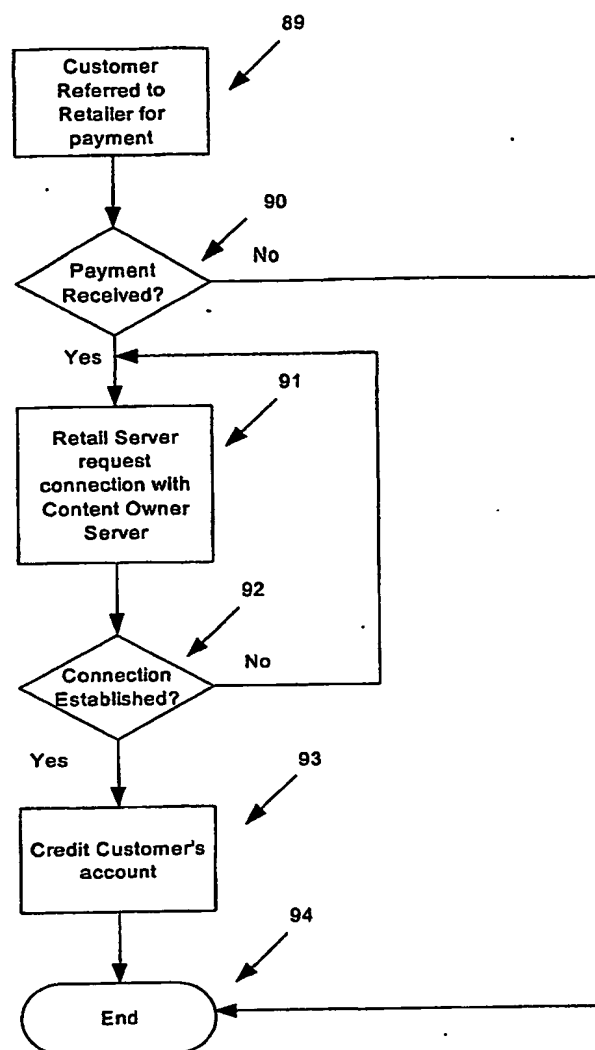 89
Customer
Referred to
Retailer for
payment
90
No
Payment
Received?
Yes
91
Retail Server
request
connection with
Content Owner
Server
92
No
Connection
Established?
Yes
93
Credit Customer's
account
94
End